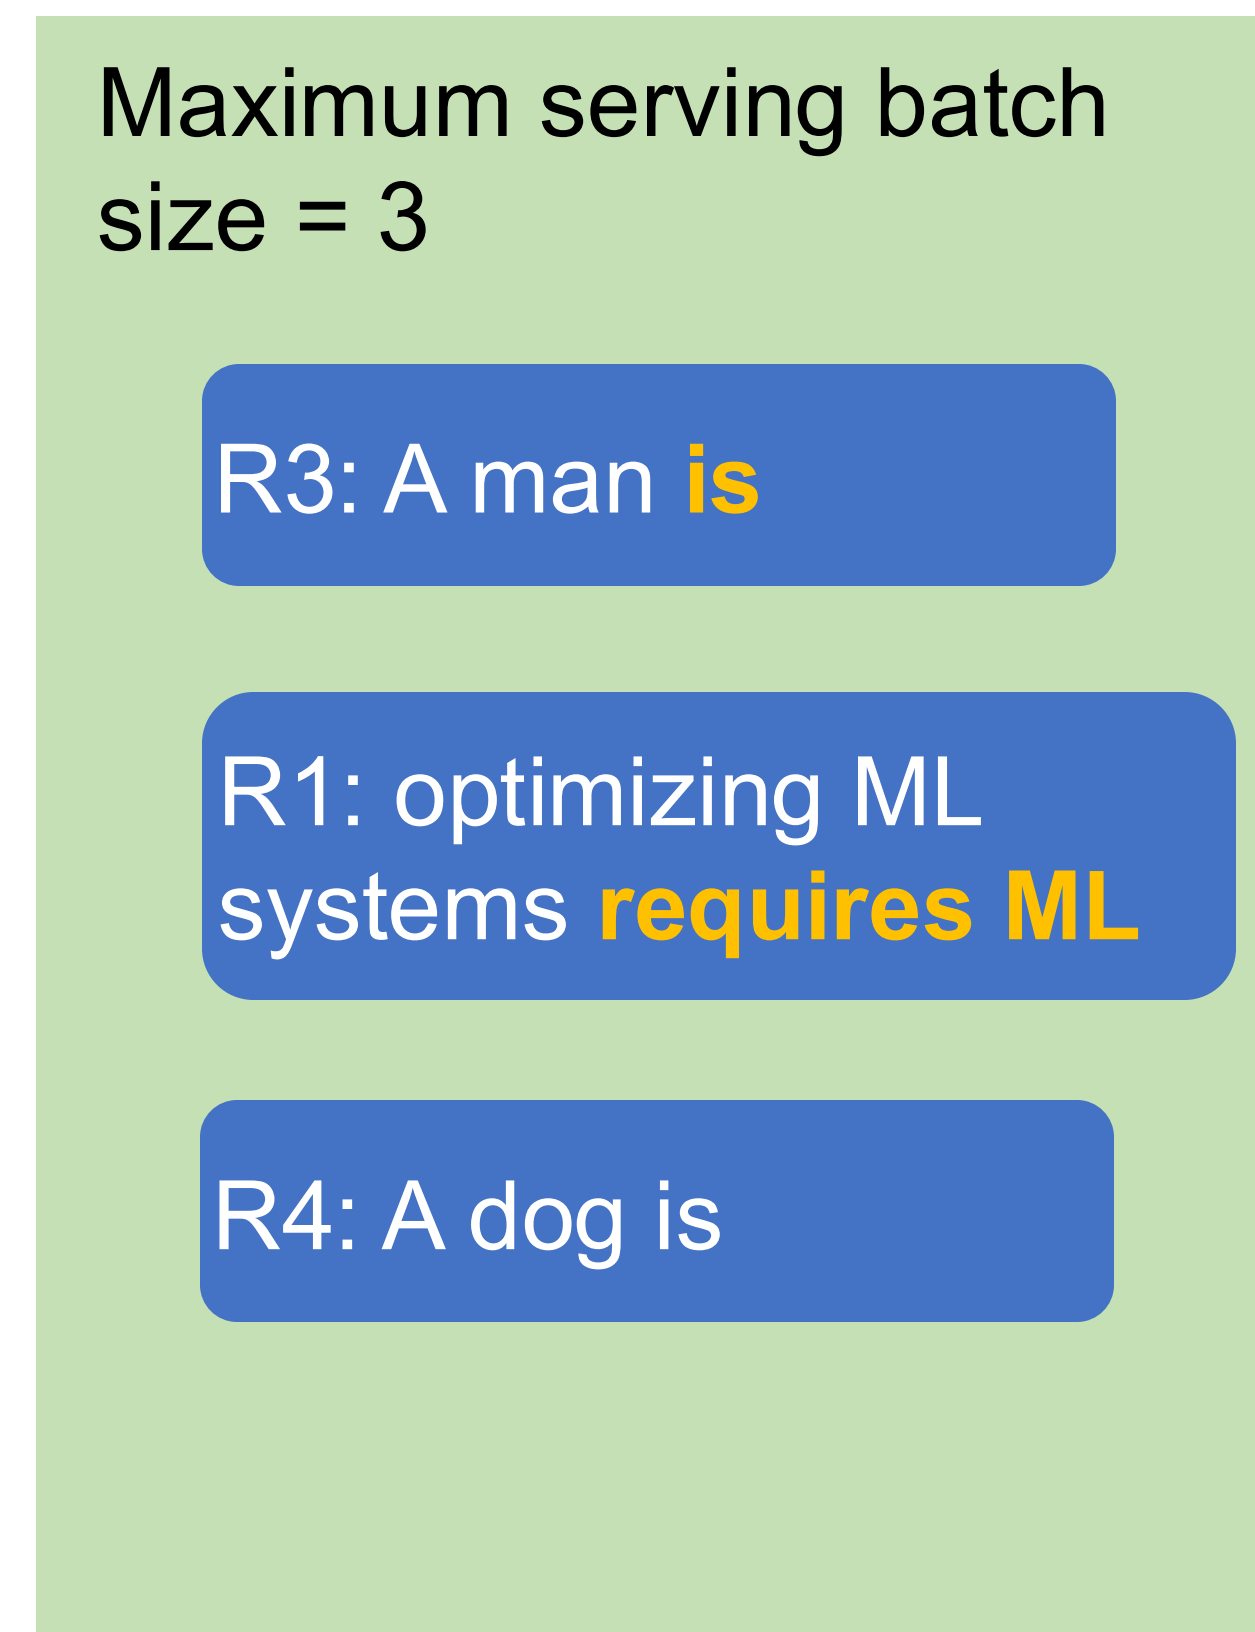 Maximum serving batch
size = 3
R3: A man is
R1: optimizing ML
systems requires ML
R4: A dog is